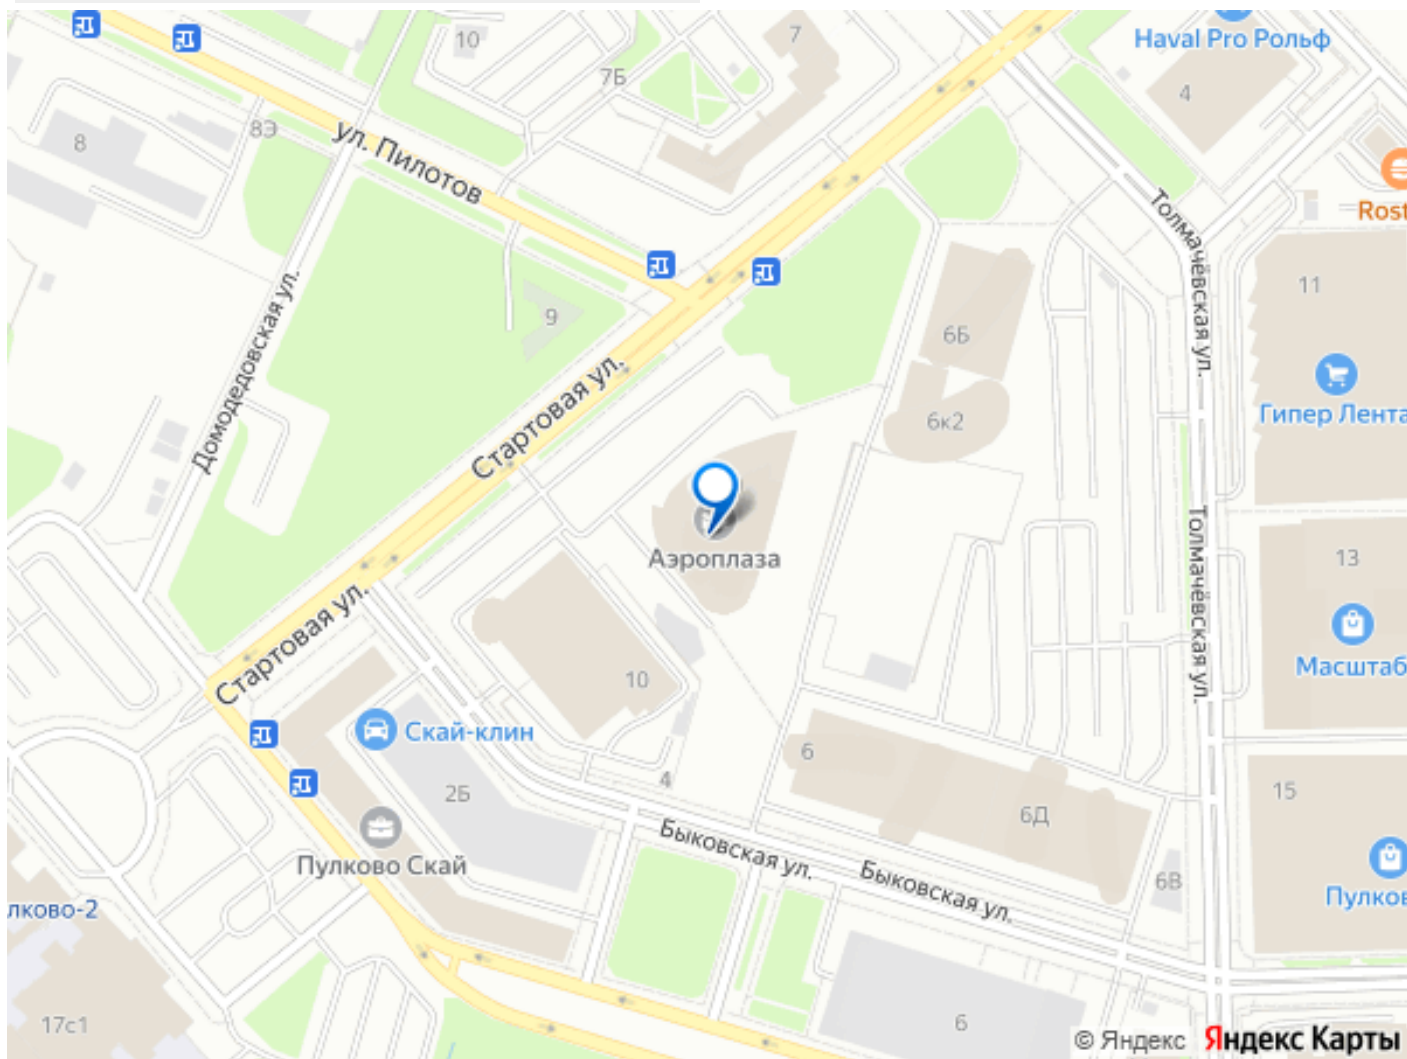 Haval Pro Рольф
10
7
7Б
4
8Э
8
ул. Пилотов
Rost
Толмачёвская ул.
Домодедовская ул.
9
11
6Б
Стартовая ул.
Гипер Лента
6к2
Аэроплаза
Толмачёвская ул.
13
Стартовая ул.
Масштаб
10
Скай-клин
6
4
2Б
15
6Д
Быковская ул.
Пулково Скай
Быковская ул.
6В
Пулков
лково-2
17с1
6
© Яндекс Яндекс Карты